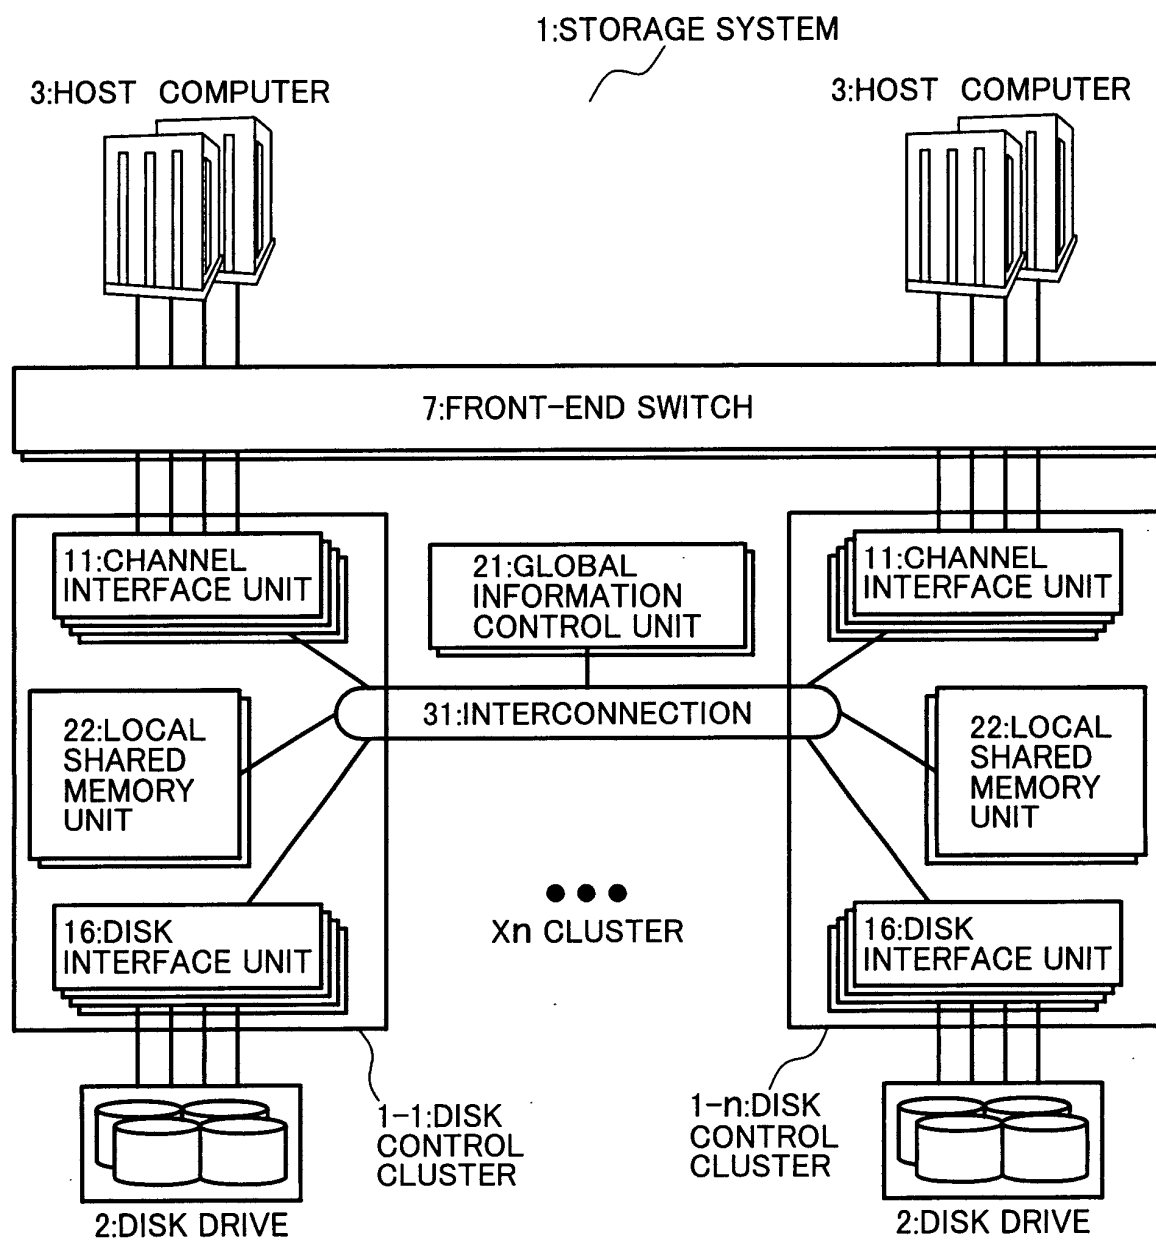 1:STORAGE SYSTEM
3:HOST COMPUTER
3:HOST COMPUTER
7:FRONT-END SWITCH
11:CHANNEL
INTERFACE UNIT
21:GLOBAL
INFORMATION
CONTROL UNIT
11:CHANNEL
INTERFACE UNIT
31:INTERCONNECTION
22:LOCAL
SHARED
MEMORY
UNIT
22:LOCAL
SHARED
MEMORY
UNIT
Xn CLUSTER
16:DISK
INTERFACE UNIT
16:DISK
INTERFACE UNIT
1-1:DISK
CONTROL
CLUSTER
1-n:DISK
CONTROL
CLUSTER
2:DISK DRIVE
2:DISK DRIVE